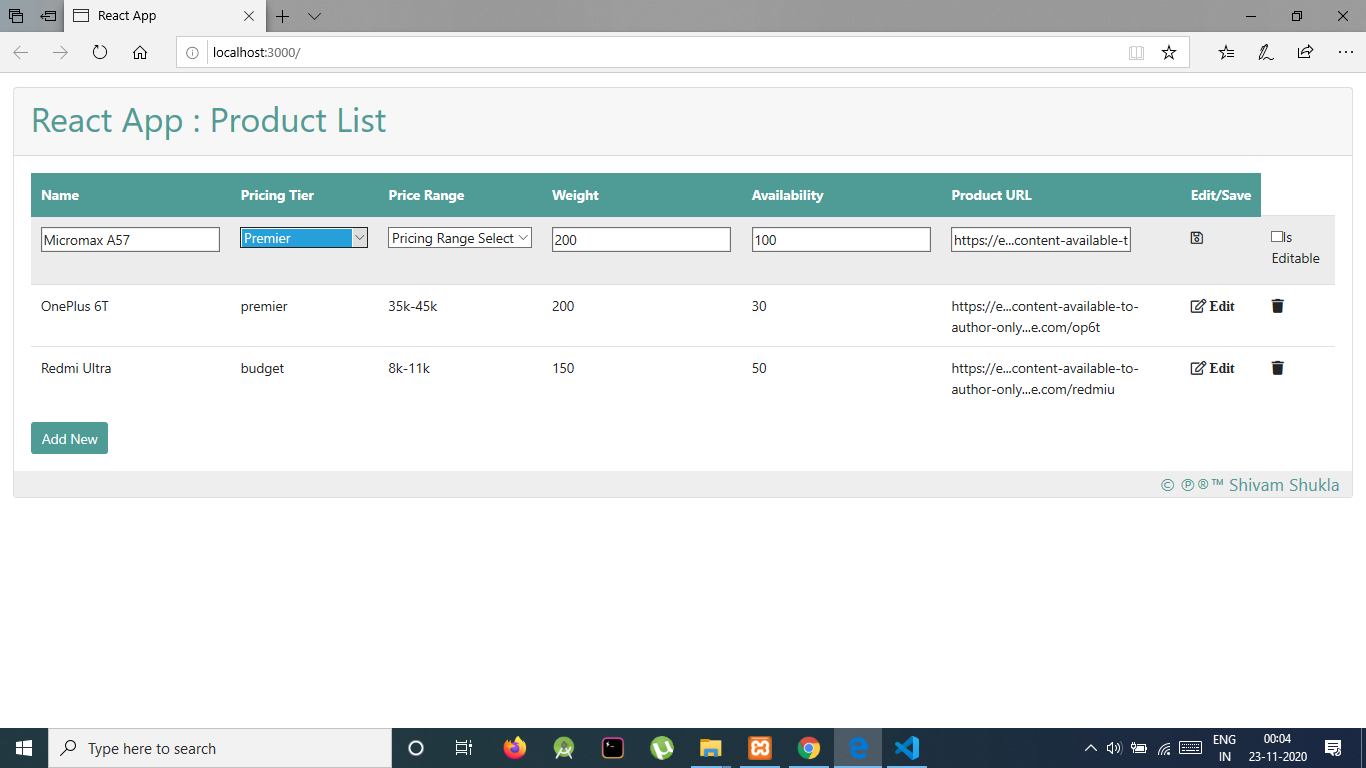 React App
localhost:3000/
React App : Product List
Name Pricing Tier Price Range Weight Availability Product URL Edit/Save
Micromax A57 Premier Pricing Range Select 200 100 https://e...content-available-t Is
Editable
OnePlus 6T premier 35k-45k 200 30 https://e...content-available-to- Edit
author-only...e.com/op6t
Redmi Ultra budget 8k-11k 150 50 https://e...content-available-to- Edit
author-only...e.com/redmiu
Add New
© ℗®™ Shivam Shukla
Type here to search
ENG 00:04
IN 23-11-2020